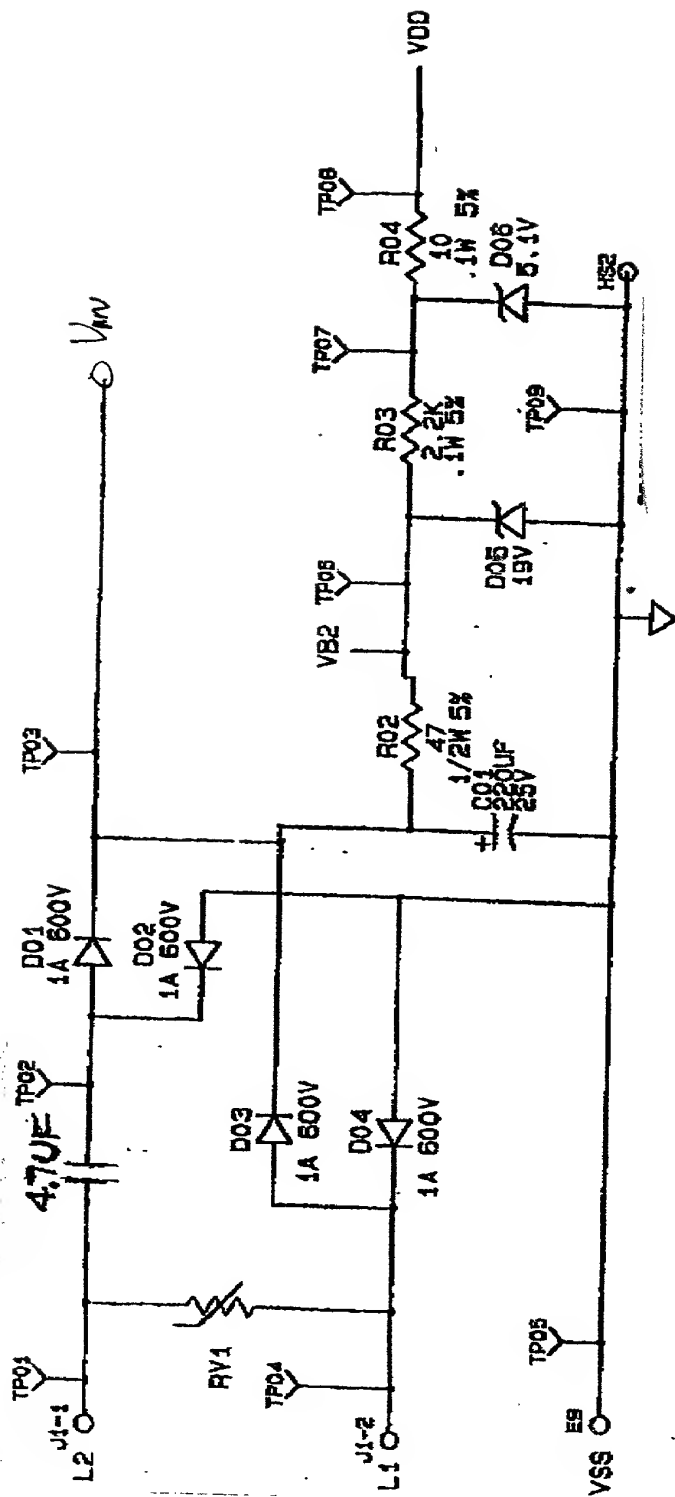 TP01
J1-1
L2
4.7UF
TP02
D01
1A 600V
TP03
D02
1A 600V
RV1
TP04
J1-2
L1
D03
1A 600V
D04
1A 600V
C01
220UF
25V
R02
47
1/2W 5%
VB2
TP06
R03
2.2K
.1W 5%
TP07
R04
10
.1W 5%
TP08
VDD
D05
19V
D06
5.1V
TP09
HS2
TP05
E9
VSS